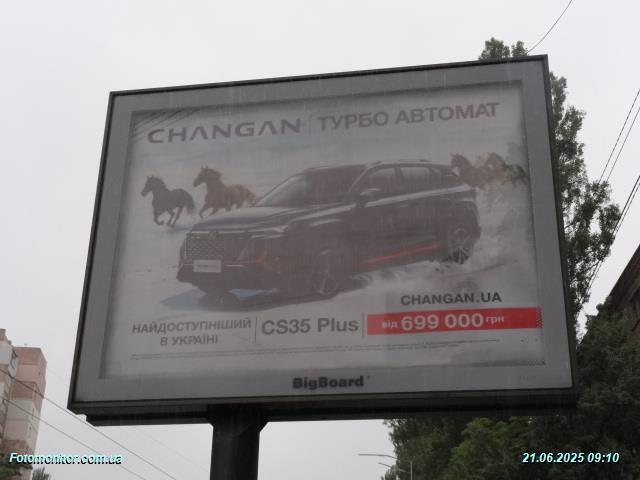 CHANGAN | ТУРБО АВТОМАТ
CHANGAN.UA
НАЙДОСТУПНІШИЙ
В УКРАЇНІ
CS35 Plus
від 699 000 грн
BigBoard
Fotomonitor.com.ua
21.06.2025 09:10